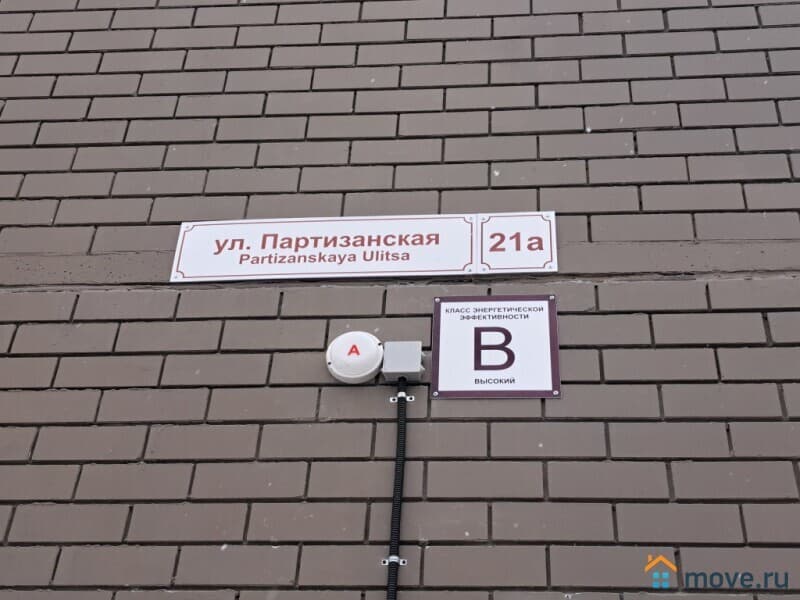 ул. Партизанская
Partizanskaya Ulitsa
21а
КЛАСС ЭНЕРГЕТИЧЕСКОЙ
ЭФФЕКТИВНОСТИ
B
ВЫСОКИЙ
А
move.ru